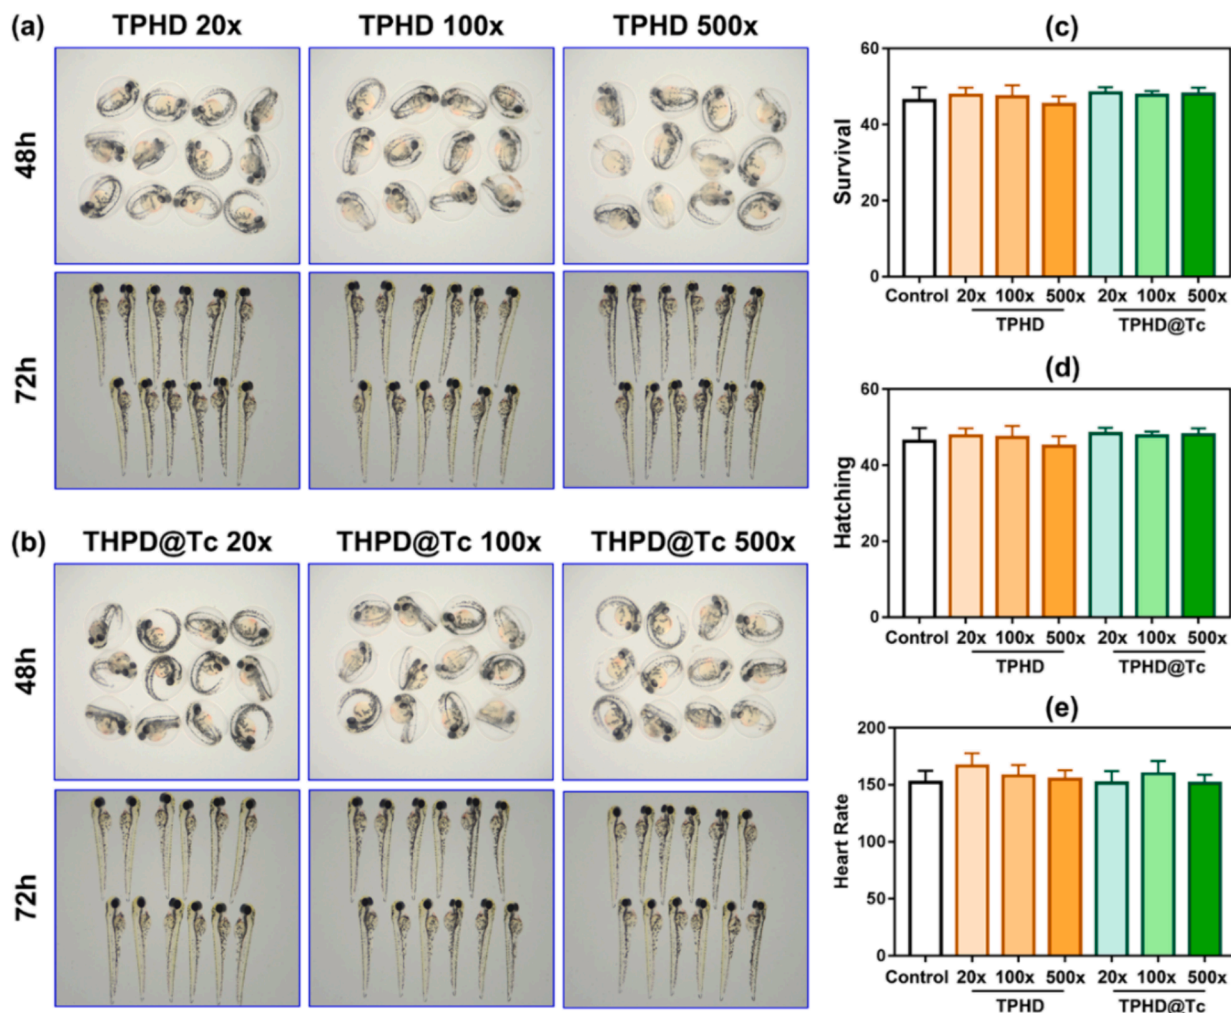 (a)
TPHD 20x
TPHD 100x
TPHD 500x
48h
72h
(b)
THPD@Tc 20x
THPD@Tc 100x
THPD@Tc 500x
48h
72h
(c)
Survival
60
40
20
0
Control 20x 100x 500x 20x 100x 500x
TPHD TPHD@Tc
(d)
Hatching
60
40
20
0
Control 20x 100x 500x 20x 100x 500x
TPHD TPHD@Tc
(e)
Heart Rate
200
150
100
50
0
Control 20x 100x 500x 20x 100x 500x
TPHD TPHD@Tc